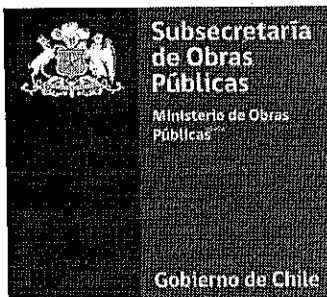 Subsecretaría
de Obras
Públicas
Ministerio de Obras
Públicas
Gobierno de Chile